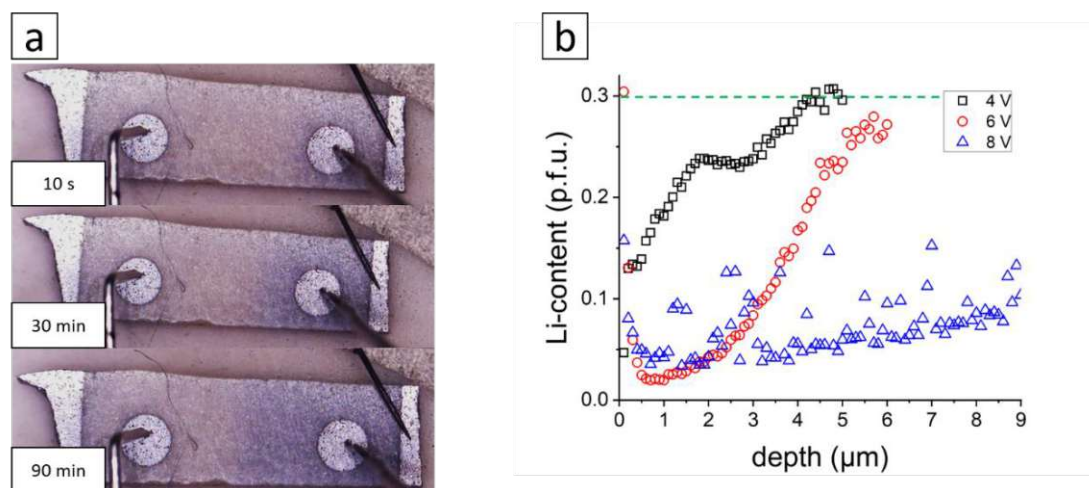 a
10 s
30 min
90 min
b
Li-content (p.f.u.)
0.3
0.2
0.1
0.0
4 V
6 V
8 V
0 1 2 3 4 5 6 7 8 9
depth (μm)